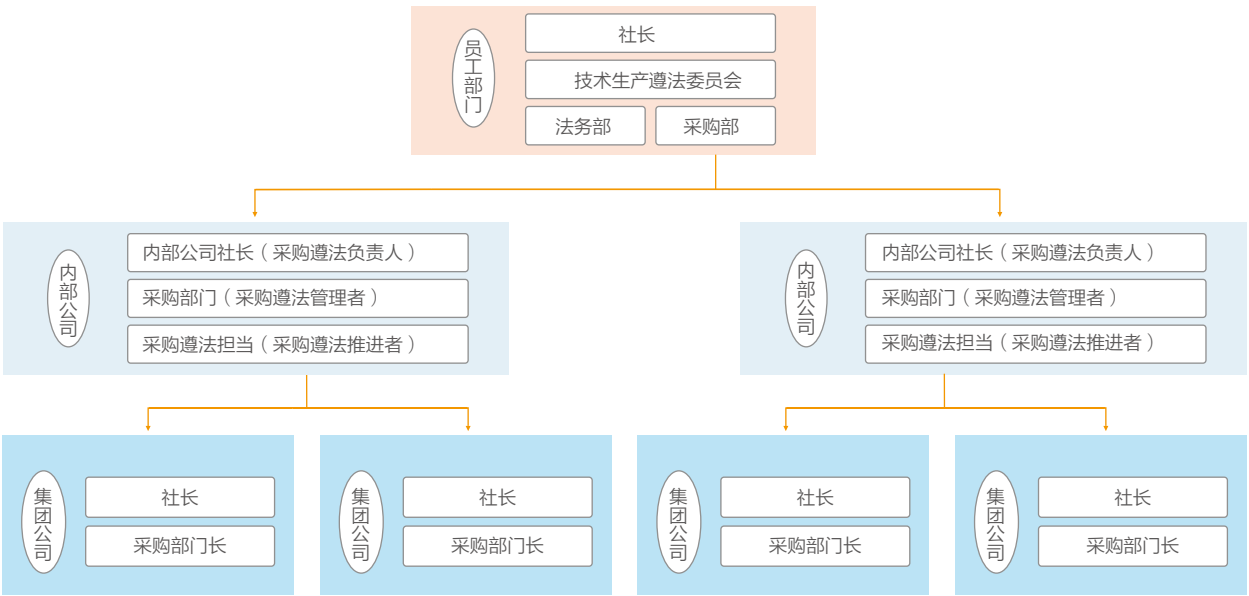 员工部门
社长
技术生产遵法委员会
法务部
采购部
内部公司
内部公司社长（采购遵法负责人）
采购部门（采购遵法管理者）
采购遵法担当（采购遵法推进者）
内部公司
内部公司社长（采购遵法负责人）
采购部门（采购遵法管理者）
采购遵法担当（采购遵法推进者）
集团公司
社长
采购部门长
集团公司
社长
采购部门长
集团公司
社长
采购部门长
集团公司
社长
采购部门长